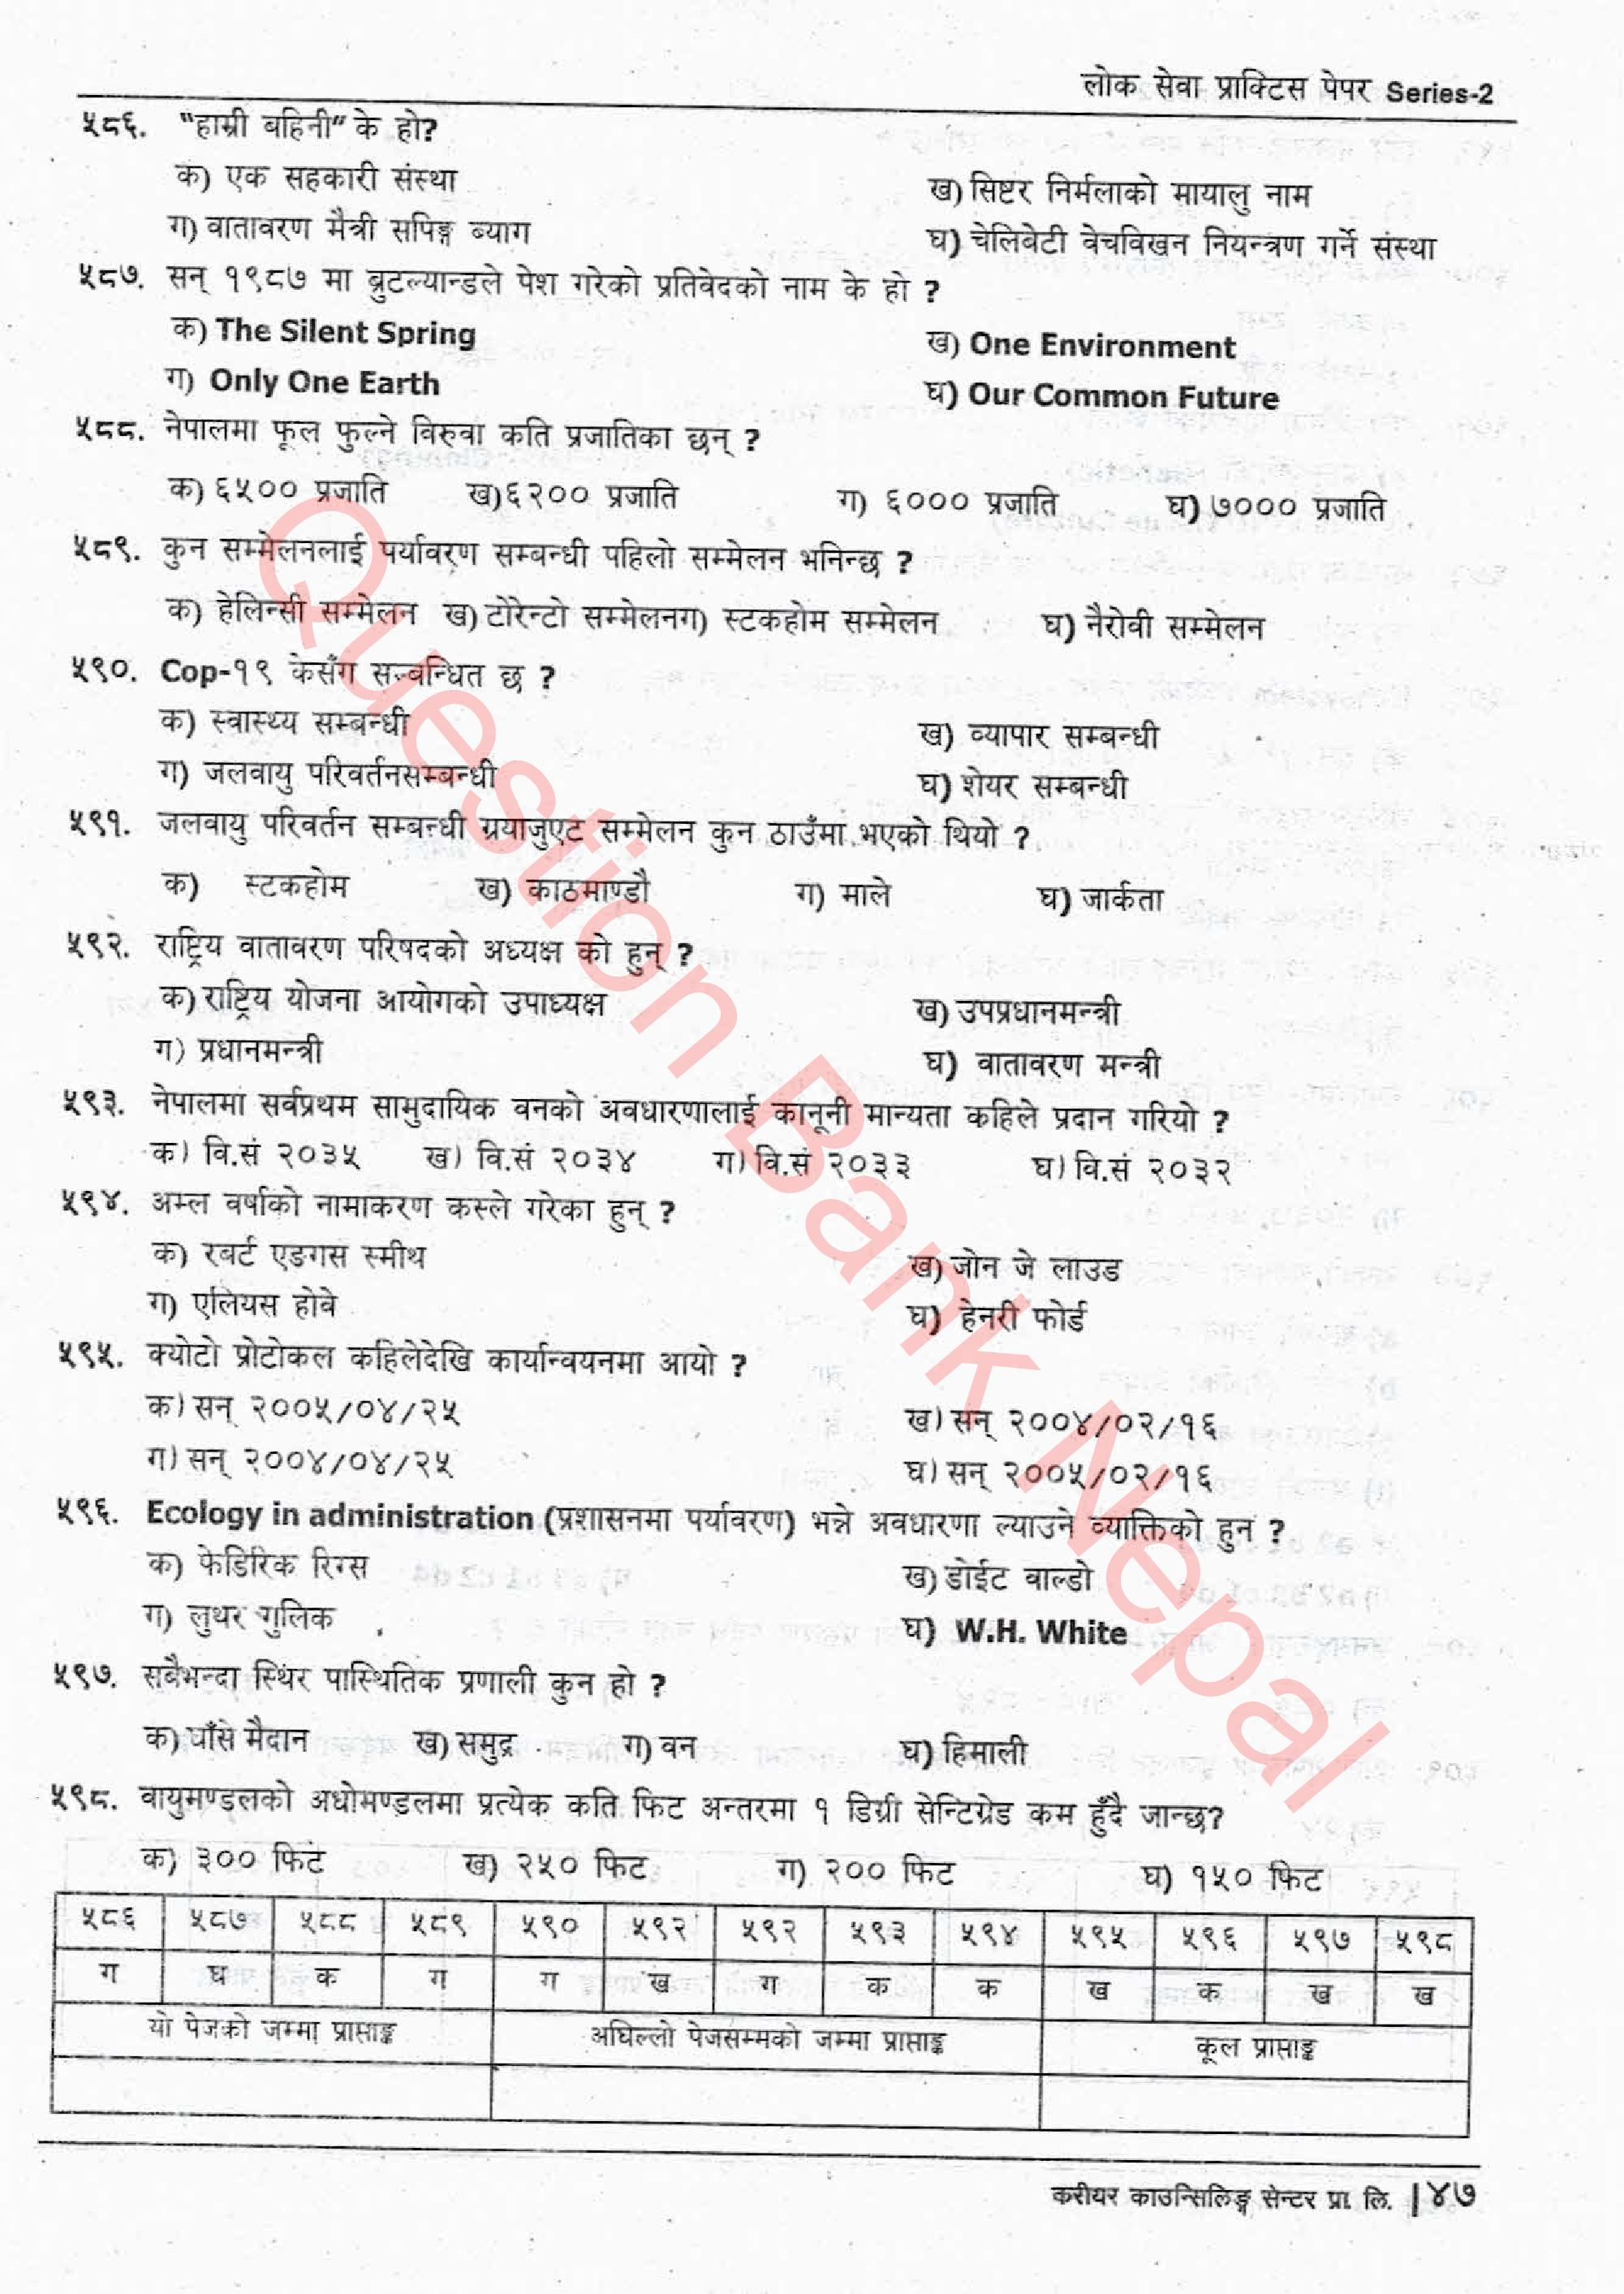 लोक सेवा प्राक्टिस पेपर Series-2
५८६. "हाम्री बहिनी" के हो?
क) एक सहकारी संस्था ख) सिष्टर निर्मलाको मायालु नाम
ग) वातावरण मैत्री सपिङ्ग ब्याग घ) चेलिबेटी वेचविखन नियन्त्रण गर्ने संस्था
५८७. सन् १९८७ मा ब्रुटल्यान्डले पेश गरेको प्रतिवेदको नाम के हो ?
क) The Silent Spring ख) One Environment
ग) Only One Earth घ) Our Common Future
५८८. नेपालमा फूल फुल्ने विरुवा कति प्रजातिका छन् ?
क) ६५०० प्रजाति ख) ६२०० प्रजाति ग) ६००० प्रजाति घ) ७००० प्रजाति
५८९. कुन सम्मेलनलाई पर्यावरण सम्बन्धी पहिलो सम्मेलन भनिन्छ ?
क) हेलिन्सी सम्मेलन ख) टोरेन्टो सम्मेलनग) स्टकहोम सम्मेलन घ) नैरोवी सम्मेलन
५९०. Cop-१९ केसँग सम्बन्धित छ ?
क) स्वास्थ्य सम्बन्धी ख) व्यापार सम्बन्धी
ग) जलवायु परिवर्तनसम्बन्धी घ) शेयर सम्बन्धी
५९१. जलवायु परिवर्तन सम्बन्धी ग्रयाजुएट सम्मेलन कुन ठाउँमा भएको थियो ?
क) स्टकहोम ख) काठमाण्डौ ग) माले घ) जार्कता
५९२. राष्ट्रिय वातावरण परिषदको अध्यक्ष को हुन् ?
क) राष्ट्रिय योजना आयोगको उपाध्यक्ष ख) उपप्रधानमन्त्री
ग) प्रधानमन्त्री घ) वातावरण मन्त्री
५९३. नेपालमा सर्वप्रथम सामुदायिक वनको अवधारणालाई कानूनी मान्यता कहिले प्रदान गरियो ?
क) वि.सं २०३५ ख) वि.सं २०३४ ग) वि.सं २०३३ घ) वि.सं २०३२
५९४. अम्ल वर्षाको नामाकरण कस्ले गरेका हुन् ?
क) रबर्ट एङगस स्मीथ ख) जोन जे लाउड
ग) एलियस होवे घ) हेनरी फोर्ड
५९५. क्योटो प्रोटोकल कहिलेदेखि कार्यान्वयनमा आयो ?
क) सन् २००५/०४/२५ ख) सन् २००४/०२/१६
ग) सन् २००४/०४/२५ घ) सन् २००५/०२/१६
५९६. Ecology in administration (प्रशासनमा पर्यावरण) भन्ने अवधारणा ल्याउने व्याक्तिको हुन ?
क) फेडिरिक रिग्स ख) डोईट वाल्डो
ग) लुथर गुलिक घ) W.H. White
५९७. सबैभन्दा स्थिर पास्थितिक प्रणाली कुन हो ?
क) घाँसे मैदान ख) समुद्र ग) वन घ) हिमाली
५९८. वायुमण्डलको अधोमण्डलमा प्रत्येक कति फिट अन्तरमा १ डिग्री सेन्टिग्रेड कम हुँदै जान्छ?
क) ३०० फिट ख) २५० फिट ग) २०० फिट घ) १५० फिट
५८६ ५८७ ५८८ ५८९ ५९० ५९२ ५९२ ५९३ ५९४ ५९५ ५९६ ५९७ ५९८
ग घ क ग ग ख ग क क ख क ख ख
यो पेजको जम्मा प्राप्ताङ्क अघिल्लो पेजसम्मको जम्मा प्राप्ताङ्क कूल प्राप्ताङ्क
करीयर काउन्सिलिङ्ग सेन्टर प्रा. लि. |४७
Question Bank Nepal